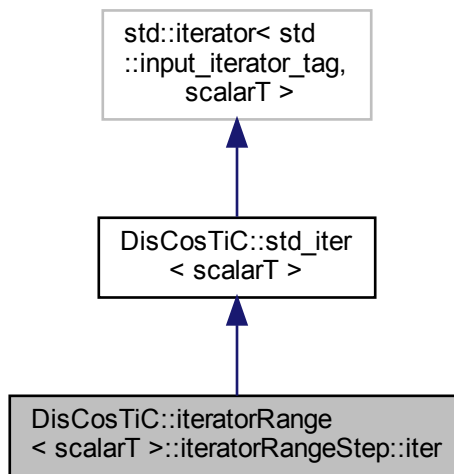 std::iterator< std
::input_iterator_tag,
scalarT >
DisCosTiC::std_iter
< scalarT >
DisCosTiC::iteratorRange
< scalarT >::iteratorRangeStep::iter